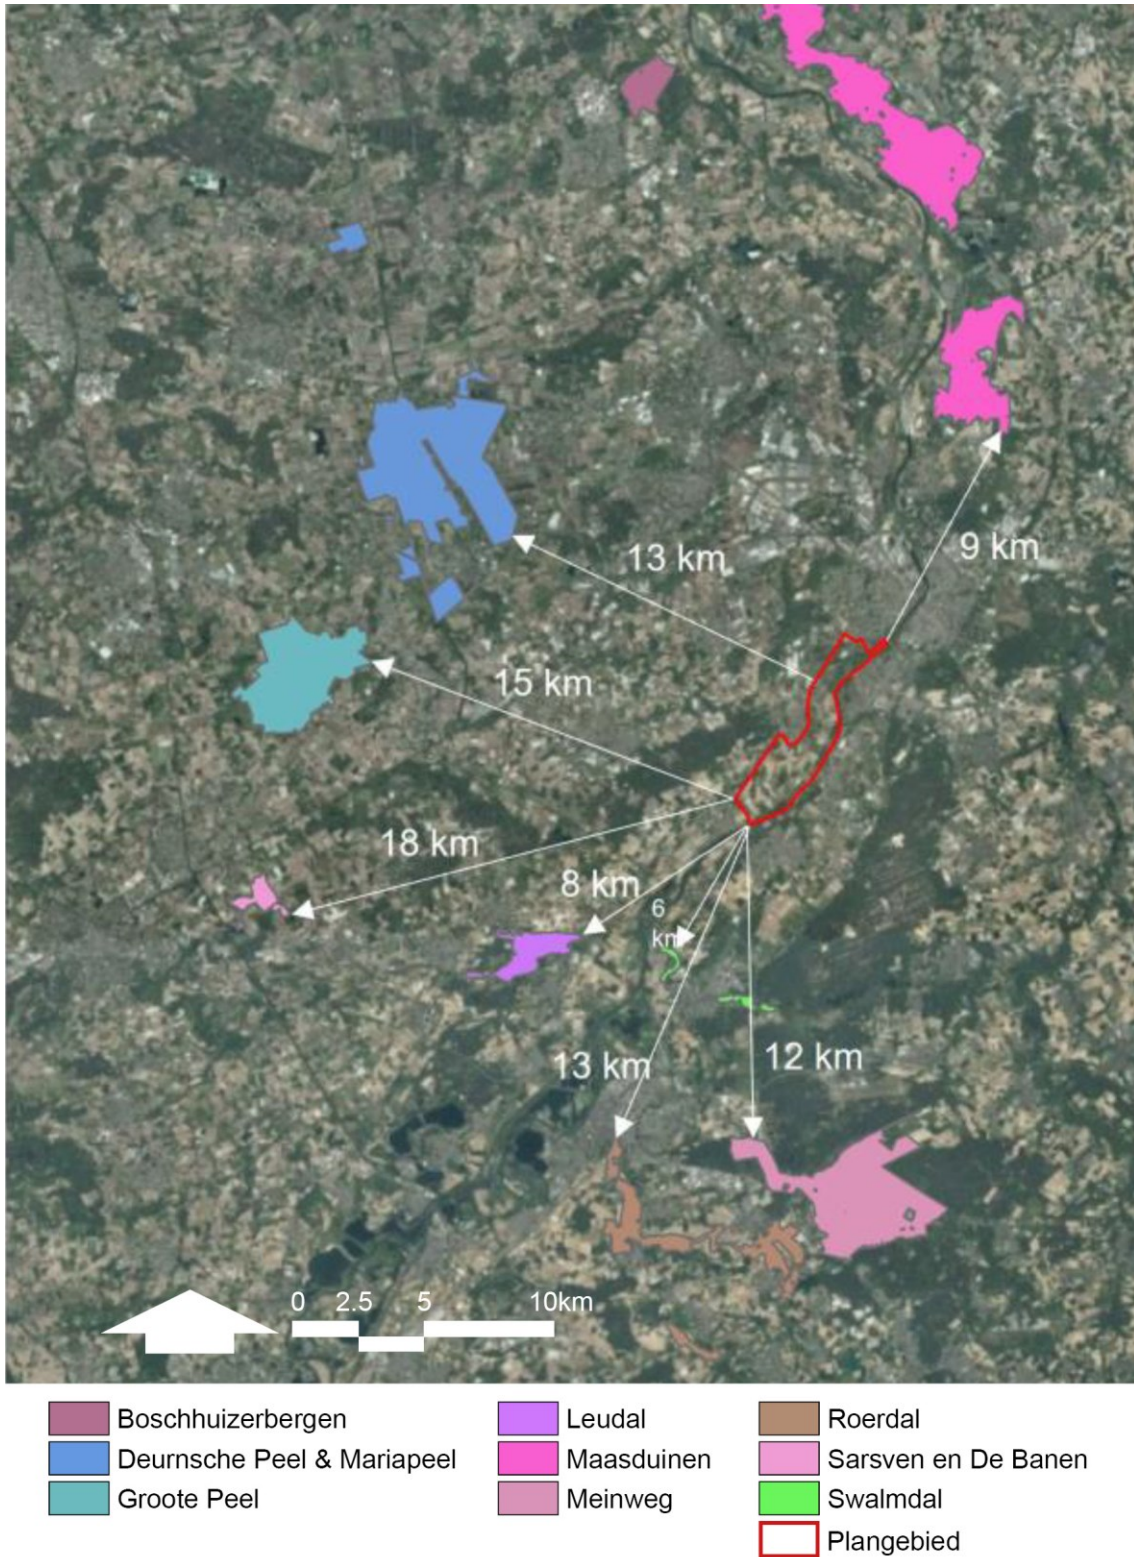 13 km
9 km
15 km
18 km
8 km
6
km
13 km
12 km
0 2.5 5 10km
Boschhuizerbergen
Deurnsche Peel & Mariapeel
Groote Peel
Leudal
Maasduinen
Meinweg
Roerdal
Sarsven en De Banen
Swalmdal
Plangebied